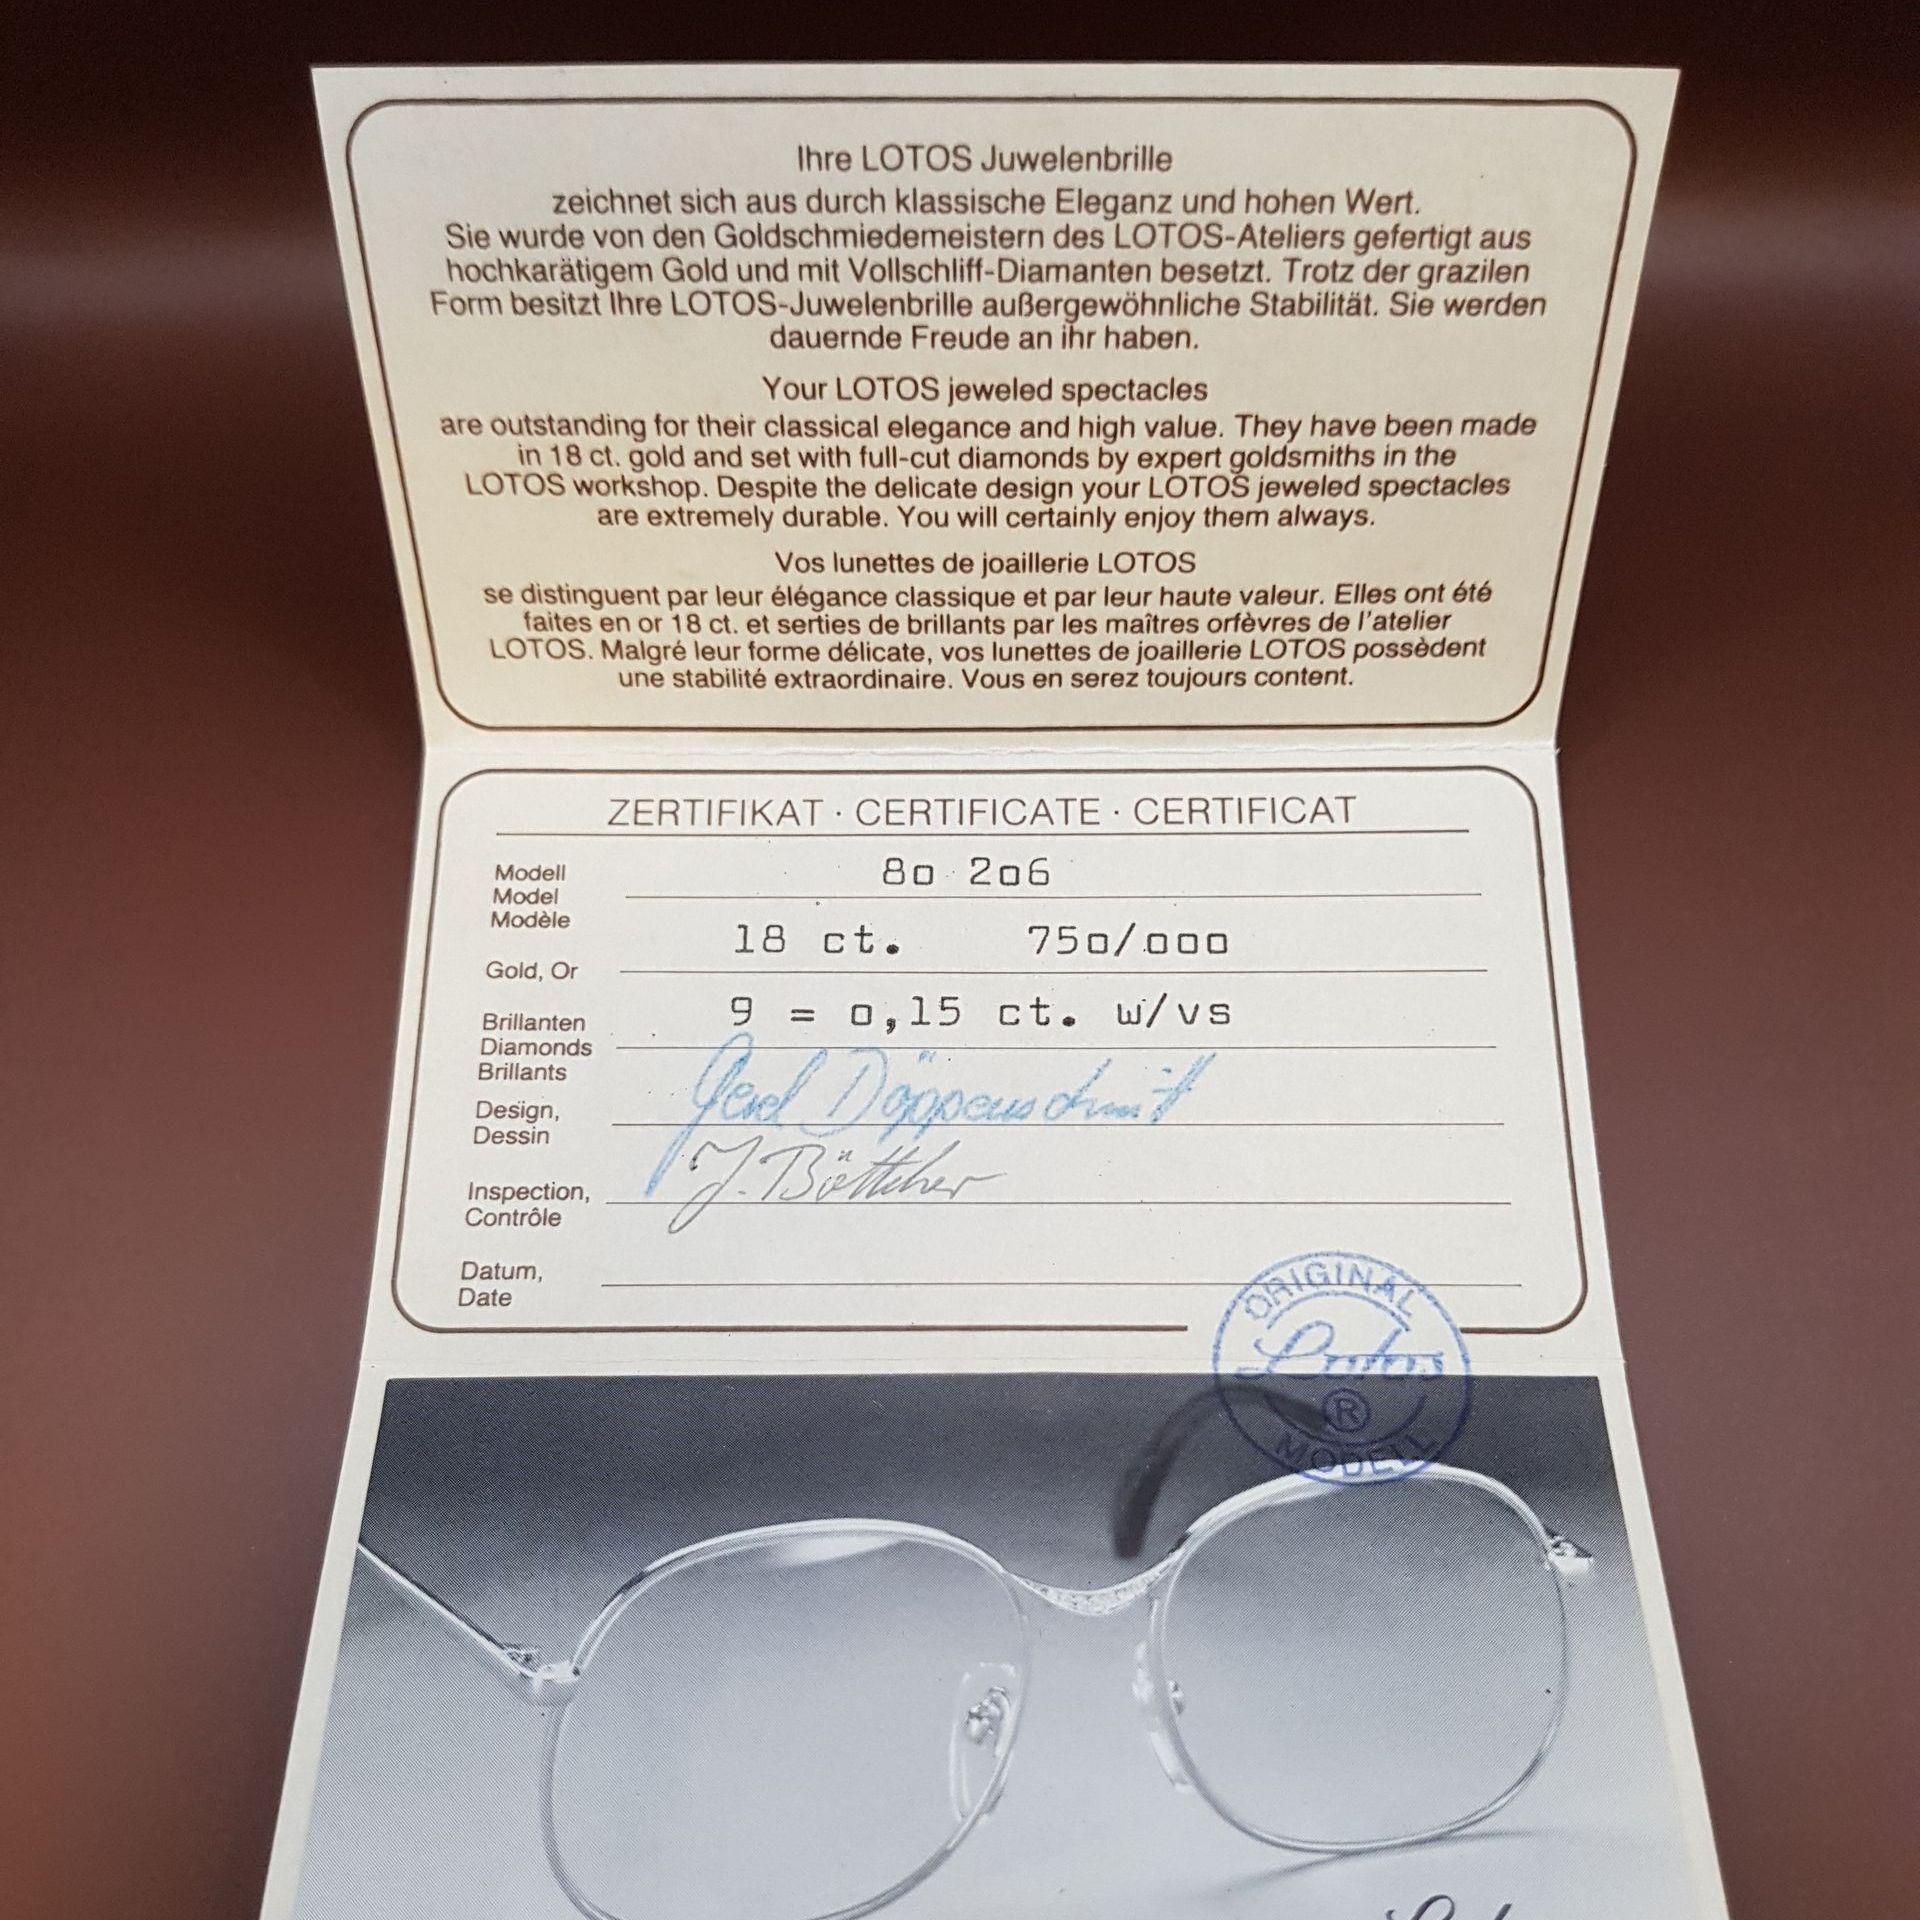 Ihre LOTOS Juwelenbrille
zeichnet sich aus durch klassische Eleganz und hohen Wert.
Sie wurde von den Goldschmiedemeistern des LOTOS-Ateliers gefertigt aus
hochkarätigem Gold und mit Vollschliff-Diamanten besetzt. Trotz der grazilen
Form besitzt Ihre LOTOS-Juwelenbrille außergewöhnliche Stabilität. Sie werden
dauernde Freude an ihr haben.
Your LOTOS jeweled spectacles
are outstanding for their classical elegance and high value. They have been made
in 18 ct. gold and set with full-cut diamonds by expert goldsmiths in the
LOTOS workshop. Despite the delicate design your LOTOS jeweled spectacles
are extremely durable. You will certainly enjoy them always.
Vos lunettes de joaillerie LOTOS
se distinguent par leur élégance classique et par leur haute valeur. Elles ont été
faites en or 18 ct. et serties de brillants par les maîtres orfèvres de l'atelier
LOTOS. Malgré leur forme délicate, vos lunettes de joaillerie LOTOS possèdent
une stabilité extraordinaire. Vous en serez toujours content.
ZERTIFIKAT · CERTIFICATE · CERTIFICAT
Modell 80 206
Model
Modèle
18 ct. 750/000
Gold, Or
9 = 0,15 ct. w/vs
Brillanten
Diamonds
Brillants
Design, Gerd Döppenschmitt
Dessin
Inspection, J. Böttcher
Contrôle
Datum,
Date
ORIGINAL
Lotos
®
MODELL